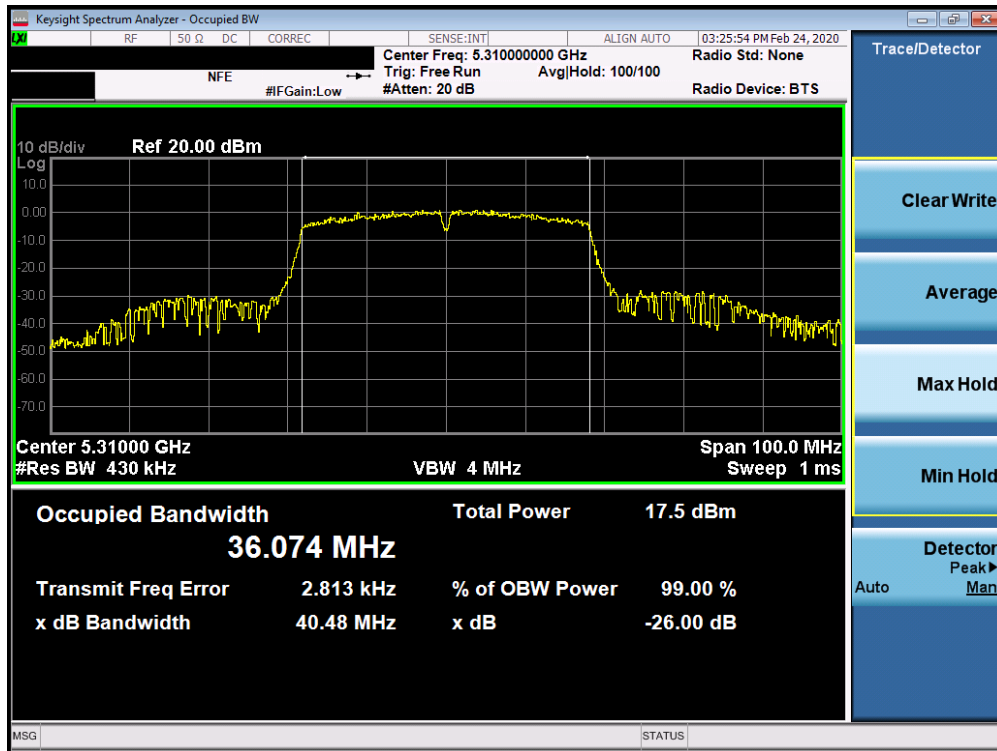 Keysight Spectrum Analyzer - Occupied BW
LXI RF 50 Ω DC CORREC SENSE:INT ALIGN AUTO 03:25:54 PM Feb 24, 2020
Center Freq: 5.310000000 GHz Radio Std: None
NFE Trig: Free Run Avg|Hold: 100/100
#IFGain:Low #Atten: 20 dB Radio Device: BTS
10 dB/div Ref 20.00 dBm
Log
10.0
0.00
-10.0
-20.0
-30.0
-40.0
-50.0
-60.0
-70.0
Center 5.31000 GHz Span 100.0 MHz
#Res BW 430 kHz VBW 4 MHz Sweep 1 ms
Occupied Bandwidth Total Power 17.5 dBm
36.074 MHz
Transmit Freq Error 2.813 kHz % of OBW Power 99.00 %
x dB Bandwidth 40.48 MHz x dB -26.00 dB
MSG STATUS
Trace/Detector
Clear Write
Average
Max Hold
Min Hold
Detector
Peak▶
Auto Man